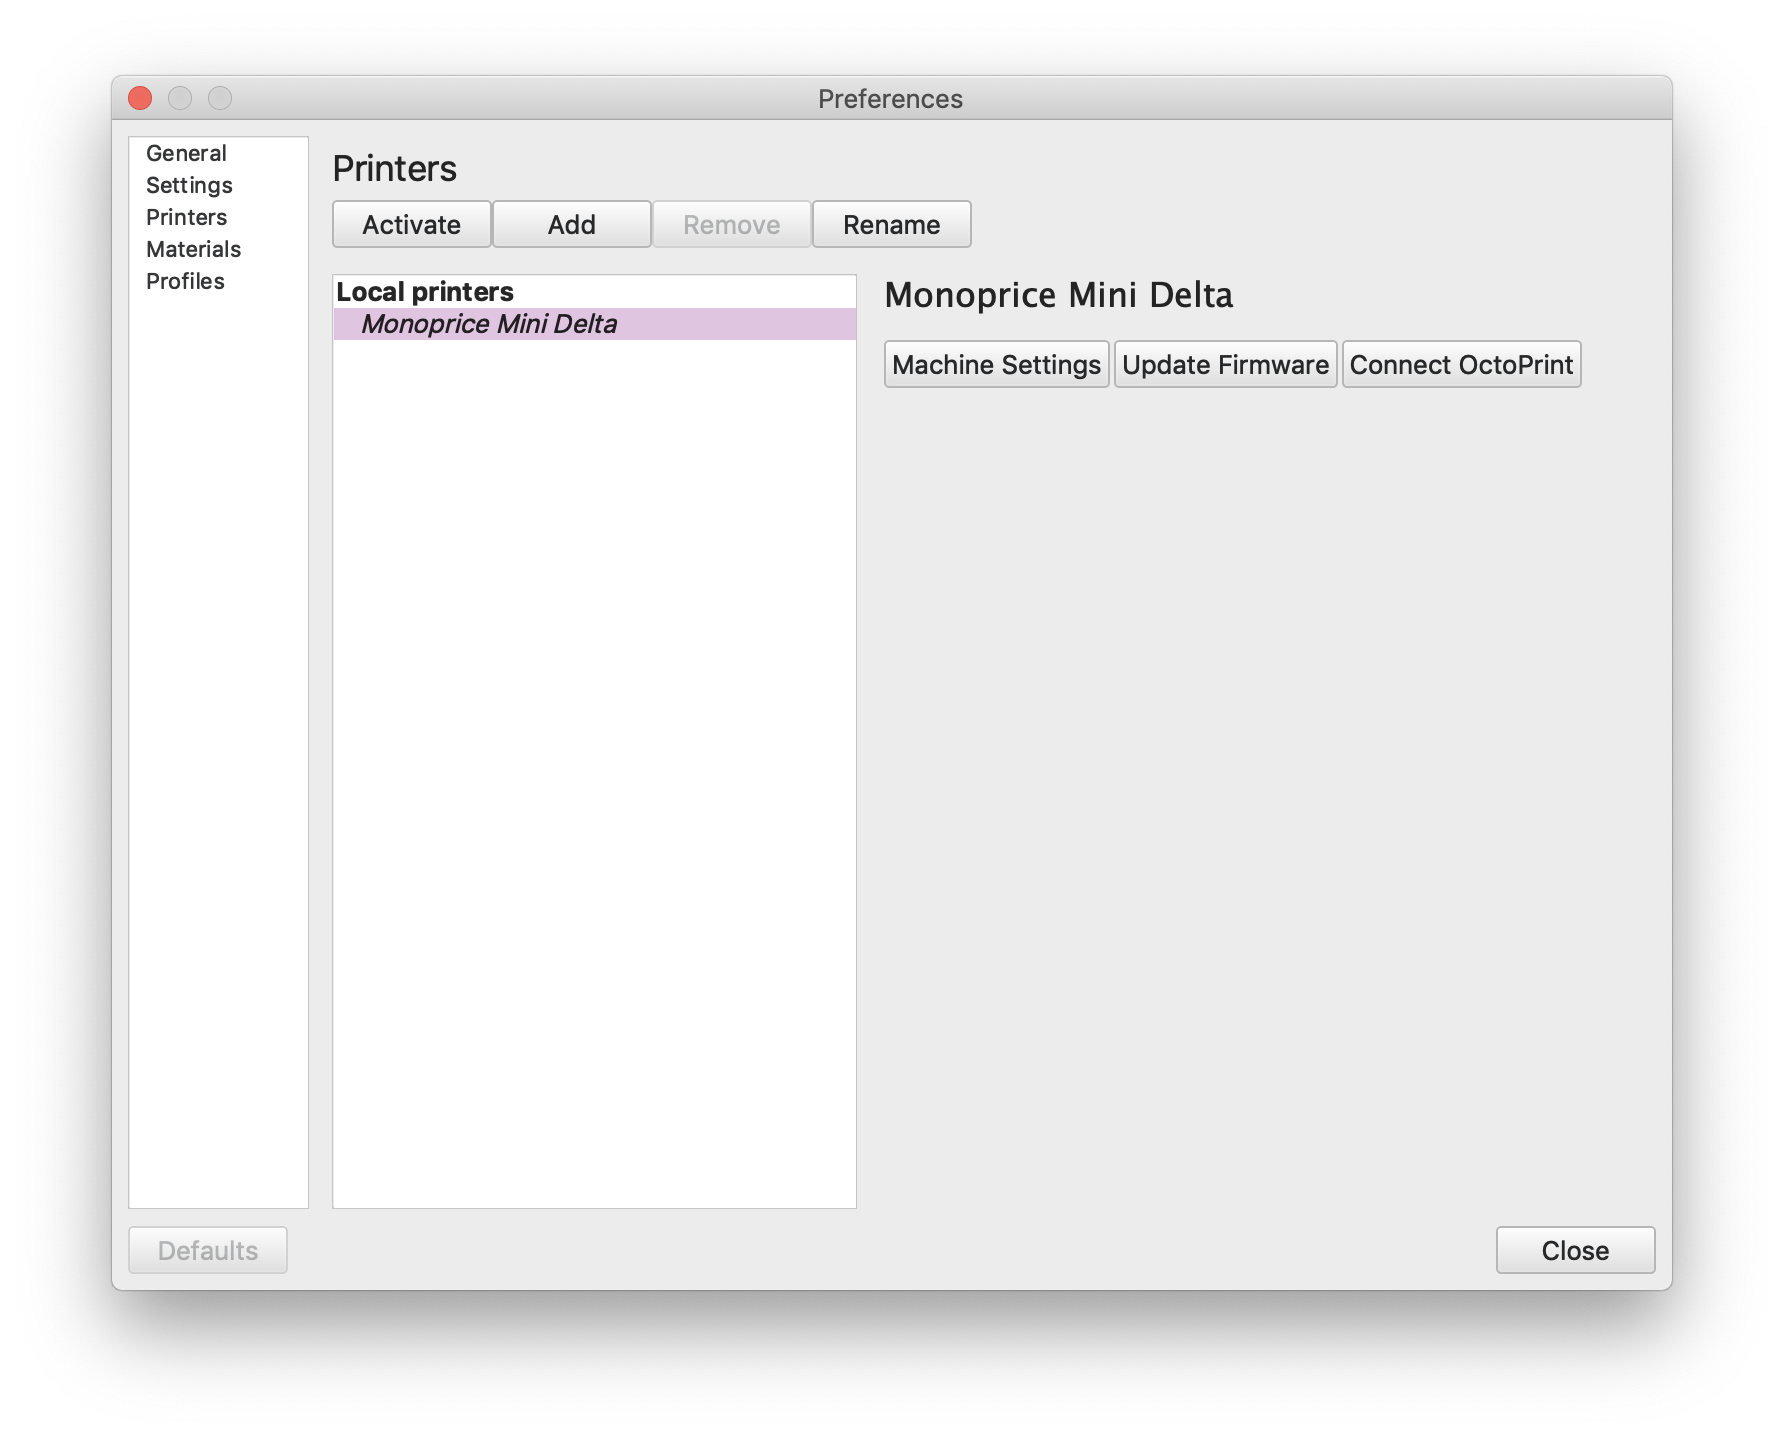 Preferences
General
Settings
Printers
Materials
Profiles
Printers
Activate Add Remove Rename
Local printers
Monoprice Mini Delta
Monoprice Mini Delta
Machine Settings Update Firmware Connect OctoPrint
Defaults
Close